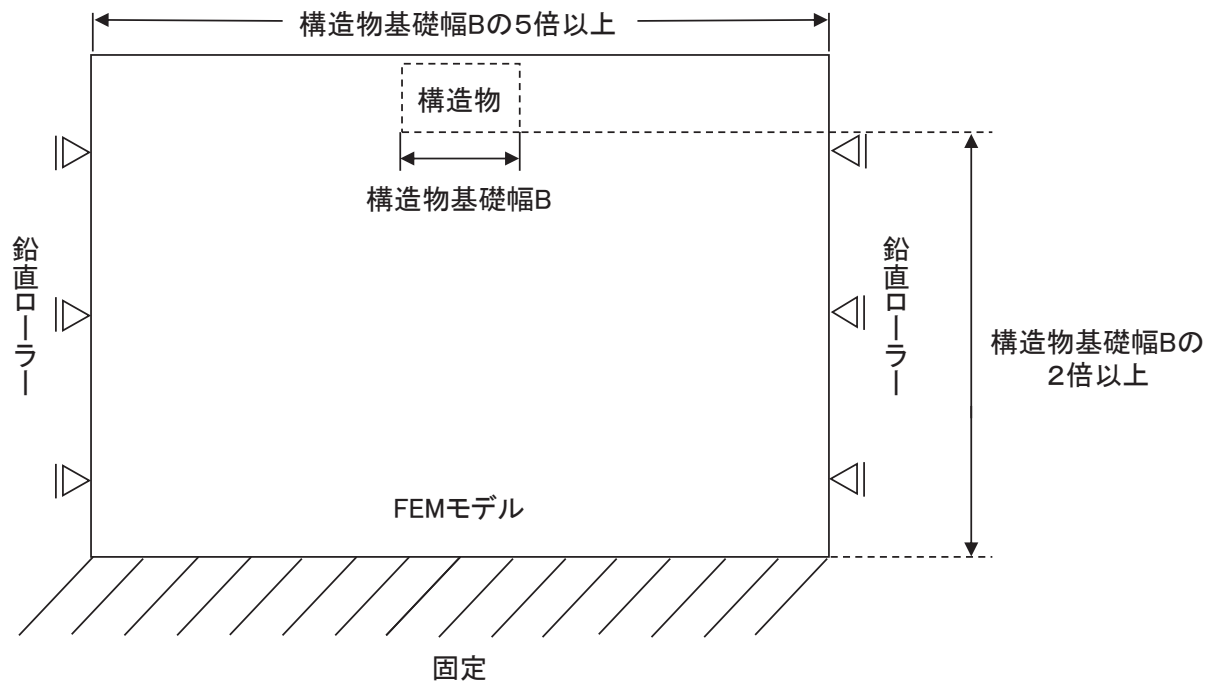 構造物基礎幅Bの5倍以上
構造物
構造物基礎幅B
鉛直ローラー
鉛直ローラー
構造物基礎幅Bの
2倍以上
FEMモデル
固定